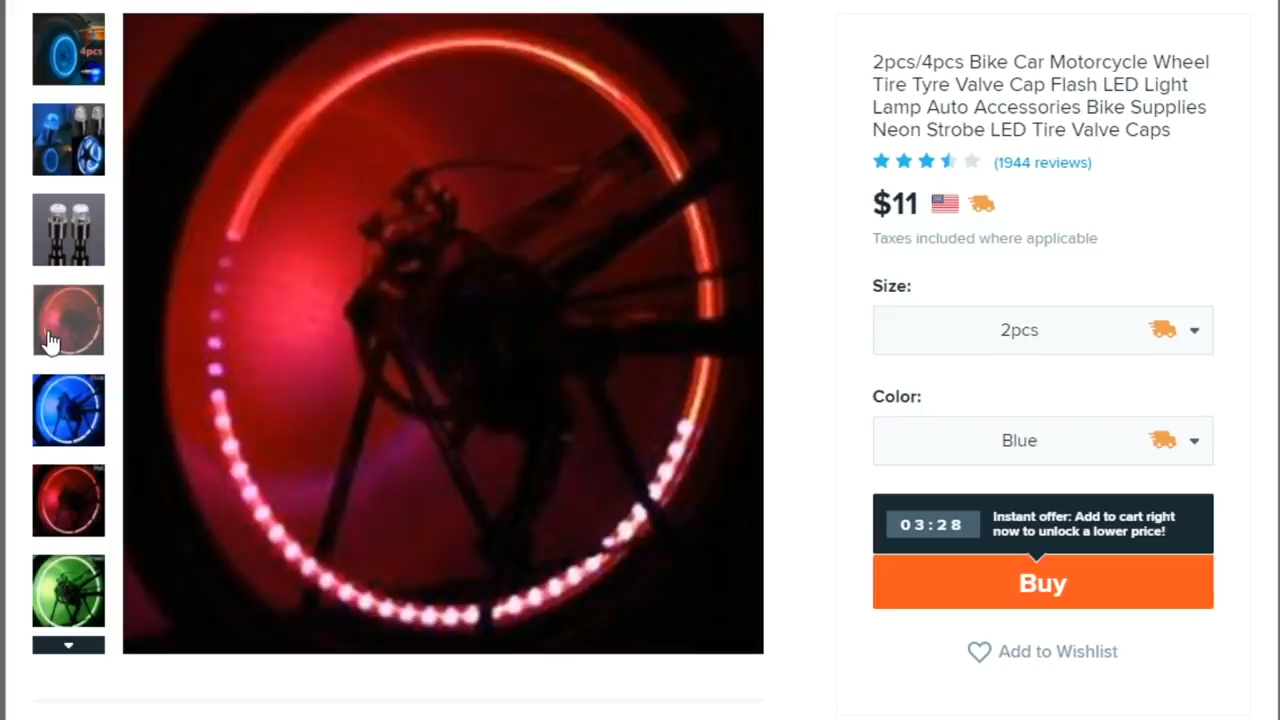 4pcs
2pcs/4pcs Bike Car Motorcycle Wheel
Tire Tyre Valve Cap Flash LED Light
Lamp Auto Accessories Bike Supplies
Neon Strobe LED Tire Valve Caps
(1944 reviews)
$11
Taxes included where applicable
Size:
2pcs
Color:
Blue
03:28
Instant offer: Add to cart right
now to unlock a lower price!
Buy
Add to Wishlist